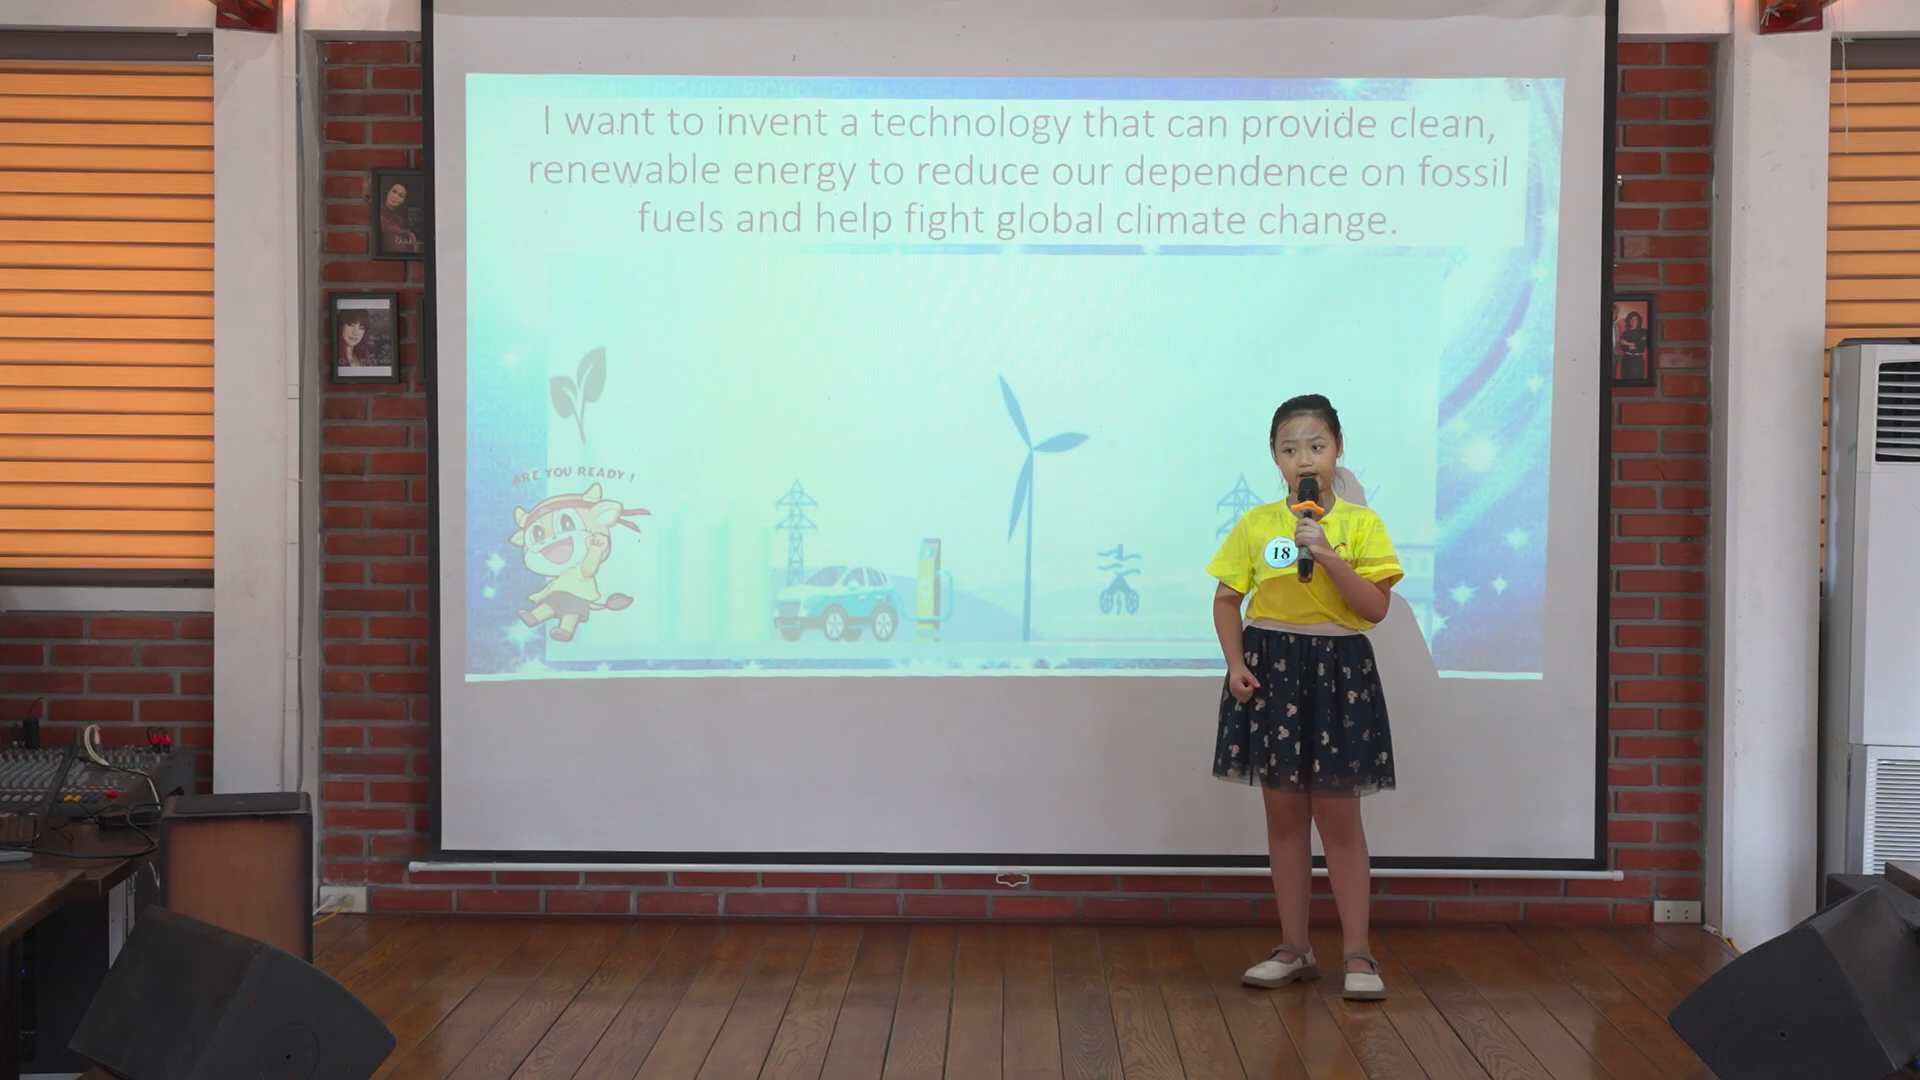 I want to invent a technology that can provide clean,
renewable energy to reduce our dependence on fossil
fuels and help fight global climate change.
ARE YOU READY !
18